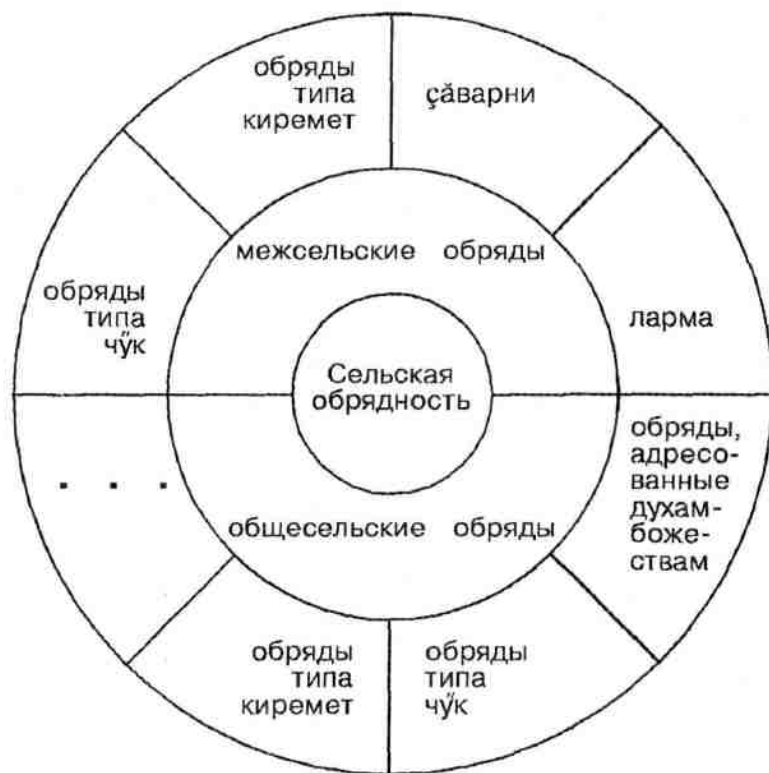 обряды
типа
киремет
çăварни
обряды
типа
чӳк
межсельские обряды
ларма
Сельская
обрядность
обряды,
адресо-
ванные
духам-
боже-
ствам
. . .
общесельские обряды
обряды
типа
киремет
обряды
типа
чӳк